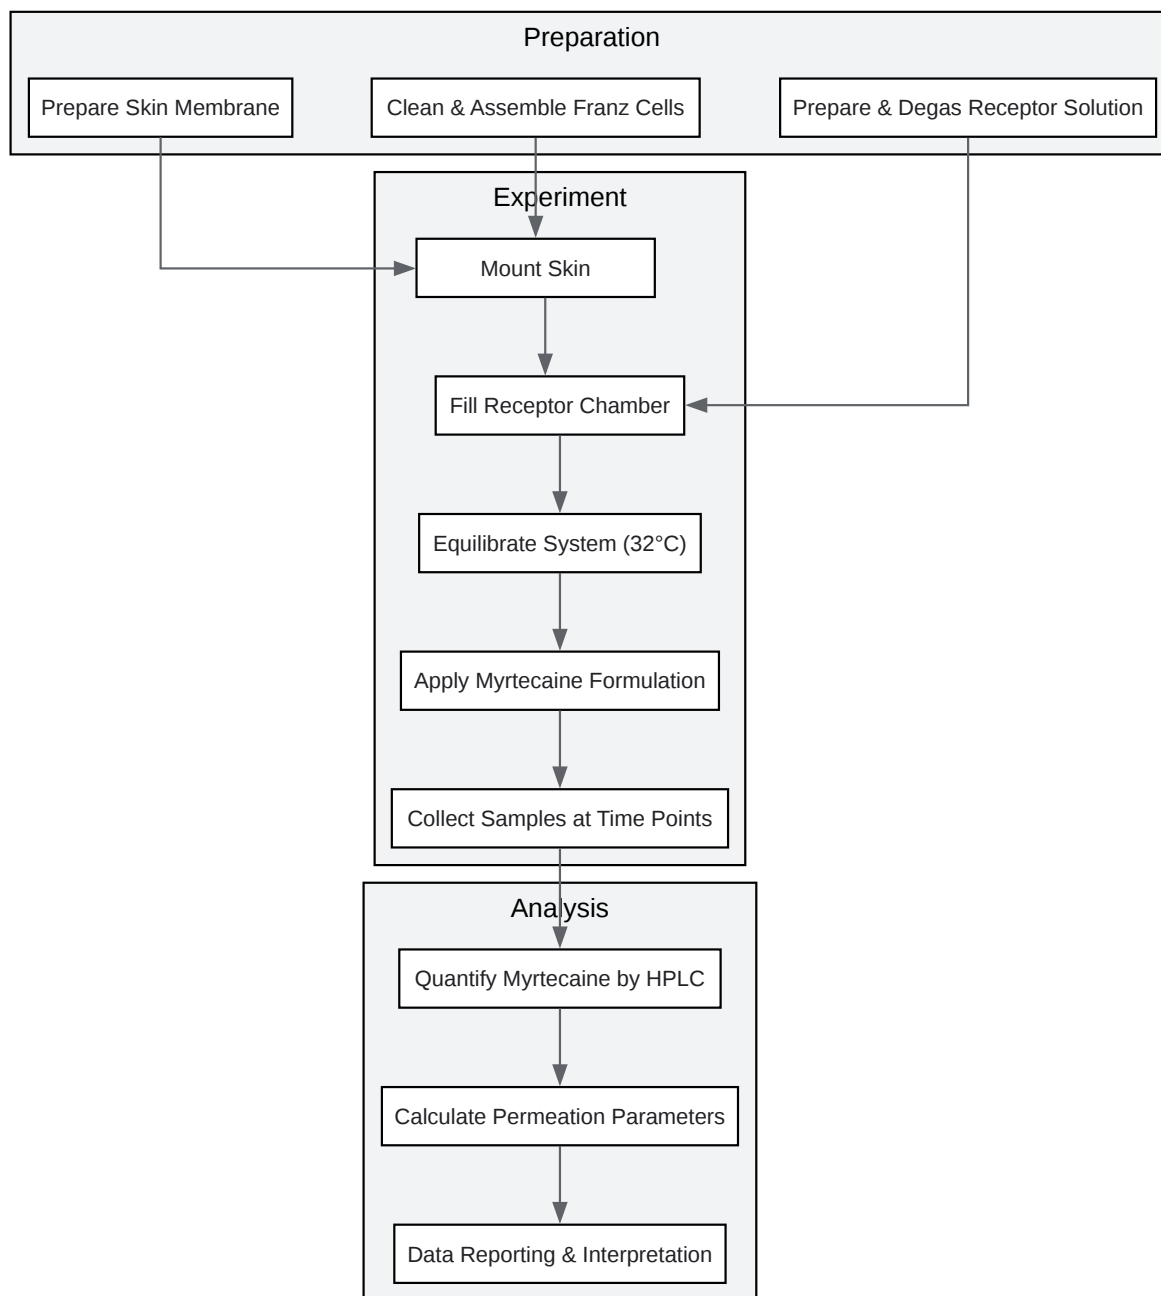 Preparation
Prepare Skin Membrane
Clean & Assemble Franz Cells
Prepare & Degas Receptor Solution
Experiment
Mount Skin
Fill Receptor Chamber
Equilibrate System (32°C)
Apply Myrtecaine Formulation
Collect Samples at Time Points
Analysis
Quantify Myrtecaine by HPLC
Calculate Permeation Parameters
Data Reporting & Interpretation